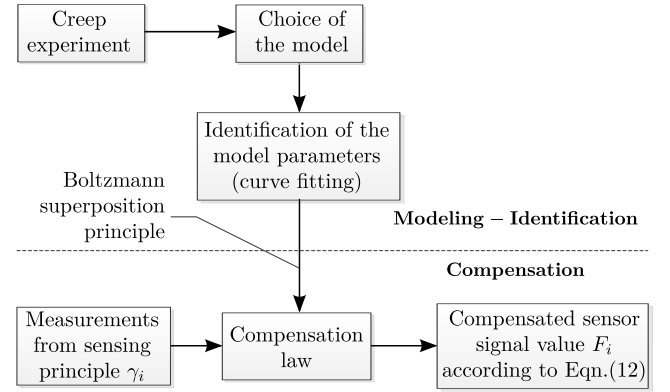 Creep
experiment
Choice of
the model
Identification of the
model parameters
(curve fitting)
Boltzmann
superposition
principle
Modeling – Identification
Compensation
Measurements
from sensing
principle γᵢ
Compensation
law
Compensated sensor
signal value Fᵢ
according to Eqn.(12)